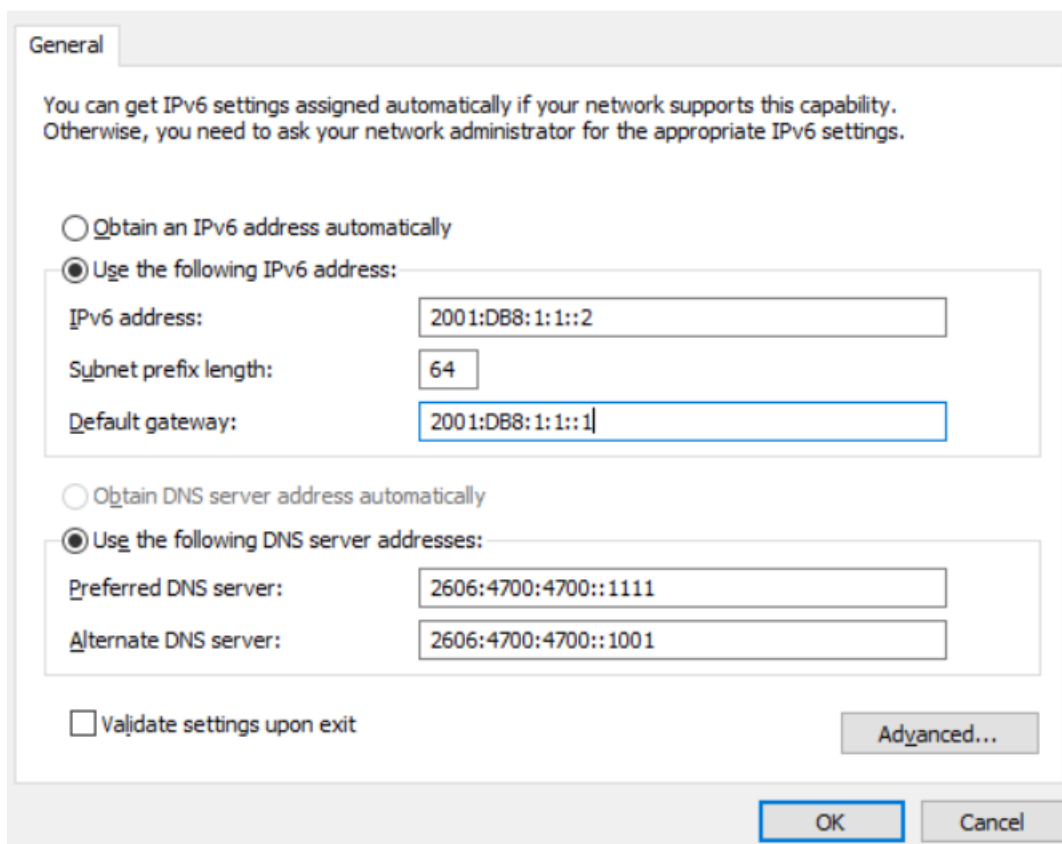 General
You can get IPv6 settings assigned automatically if your network supports this capability.
Otherwise, you need to ask your network administrator for the appropriate IPv6 settings.
Obtain an IPv6 address automatically
Use the following IPv6 address:
IPv6 address:
2001:DB8:1:1::2
Subnet prefix length:
64
Default gateway:
2001:DB8:1:1::1
Obtain DNS server address automatically
Use the following DNS server addresses:
Preferred DNS server:
2606:4700:4700::1111
Alternate DNS server:
2606:4700:4700::1001
Validate settings upon exit
Advanced...
OK
Cancel